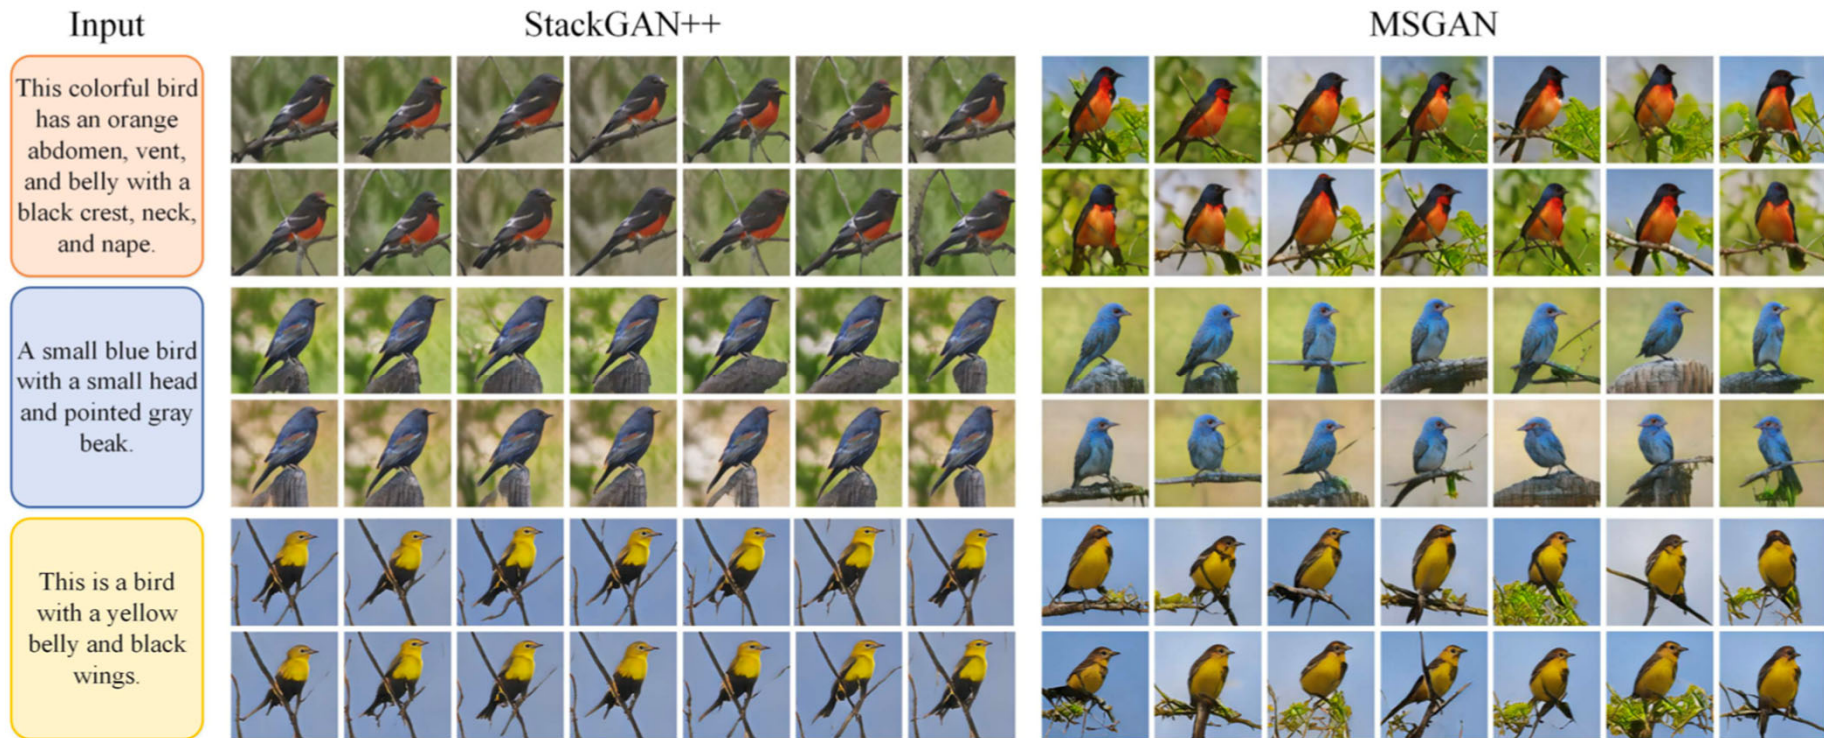 Input
StackGAN++
MSGAN
This colorful bird
has an orange
abdomen, vent,
and belly with a
black crest, neck,
and nape.
A small blue bird
with a small head
and pointed gray
beak.
This is a bird
with a yellow
belly and black
wings.